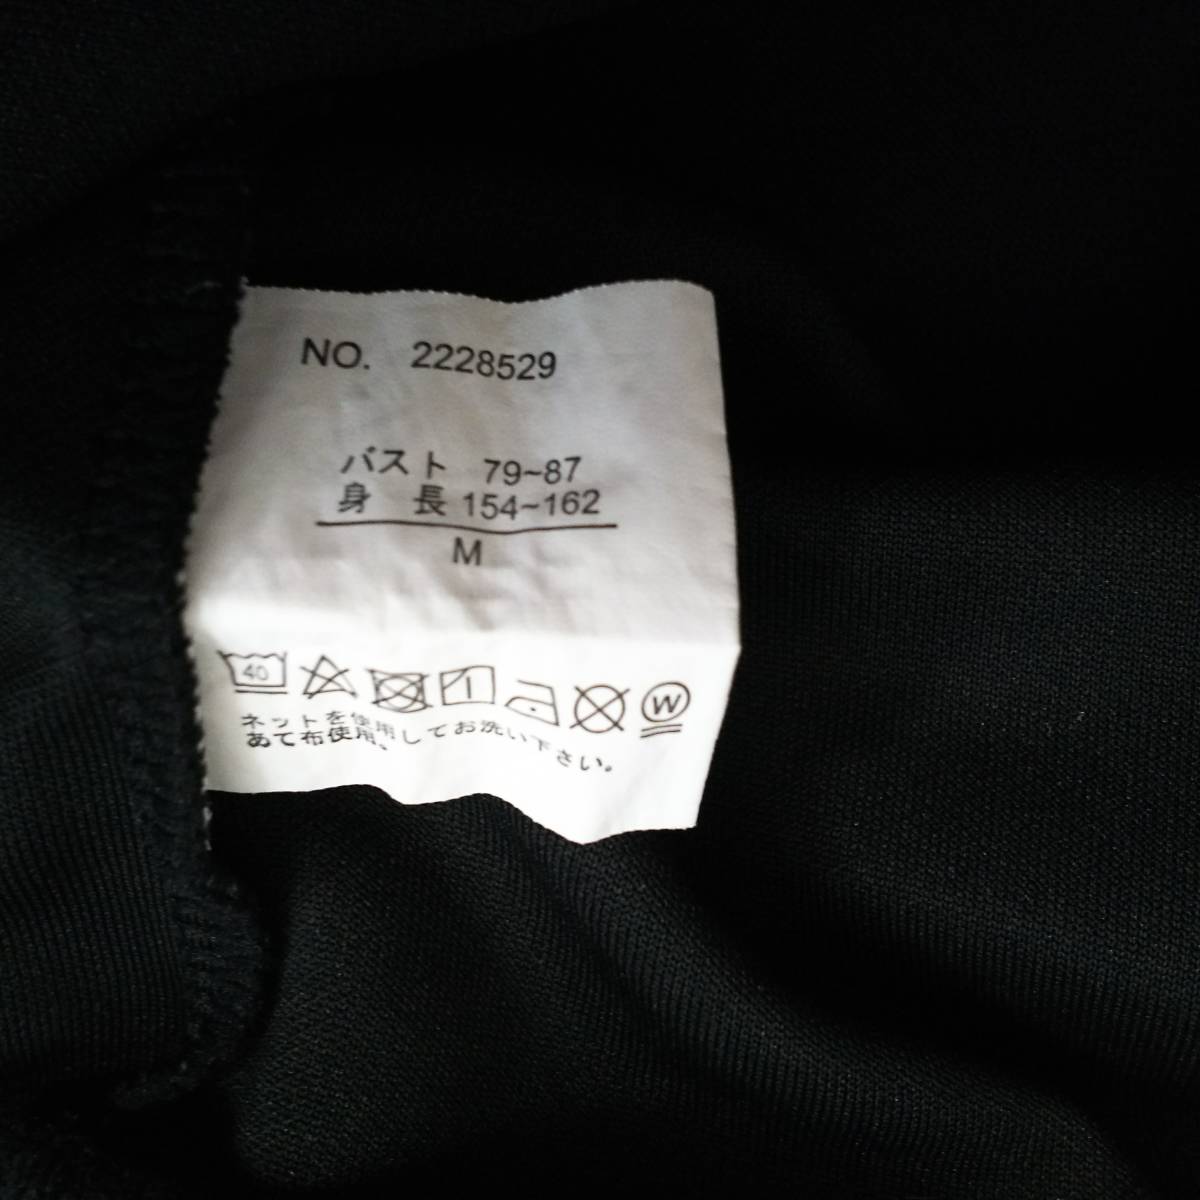 NO. 2228529
バスト 79~87
身 長 154~162
M
40 W
ネットを使用してお洗い下さい。
あて布使用、